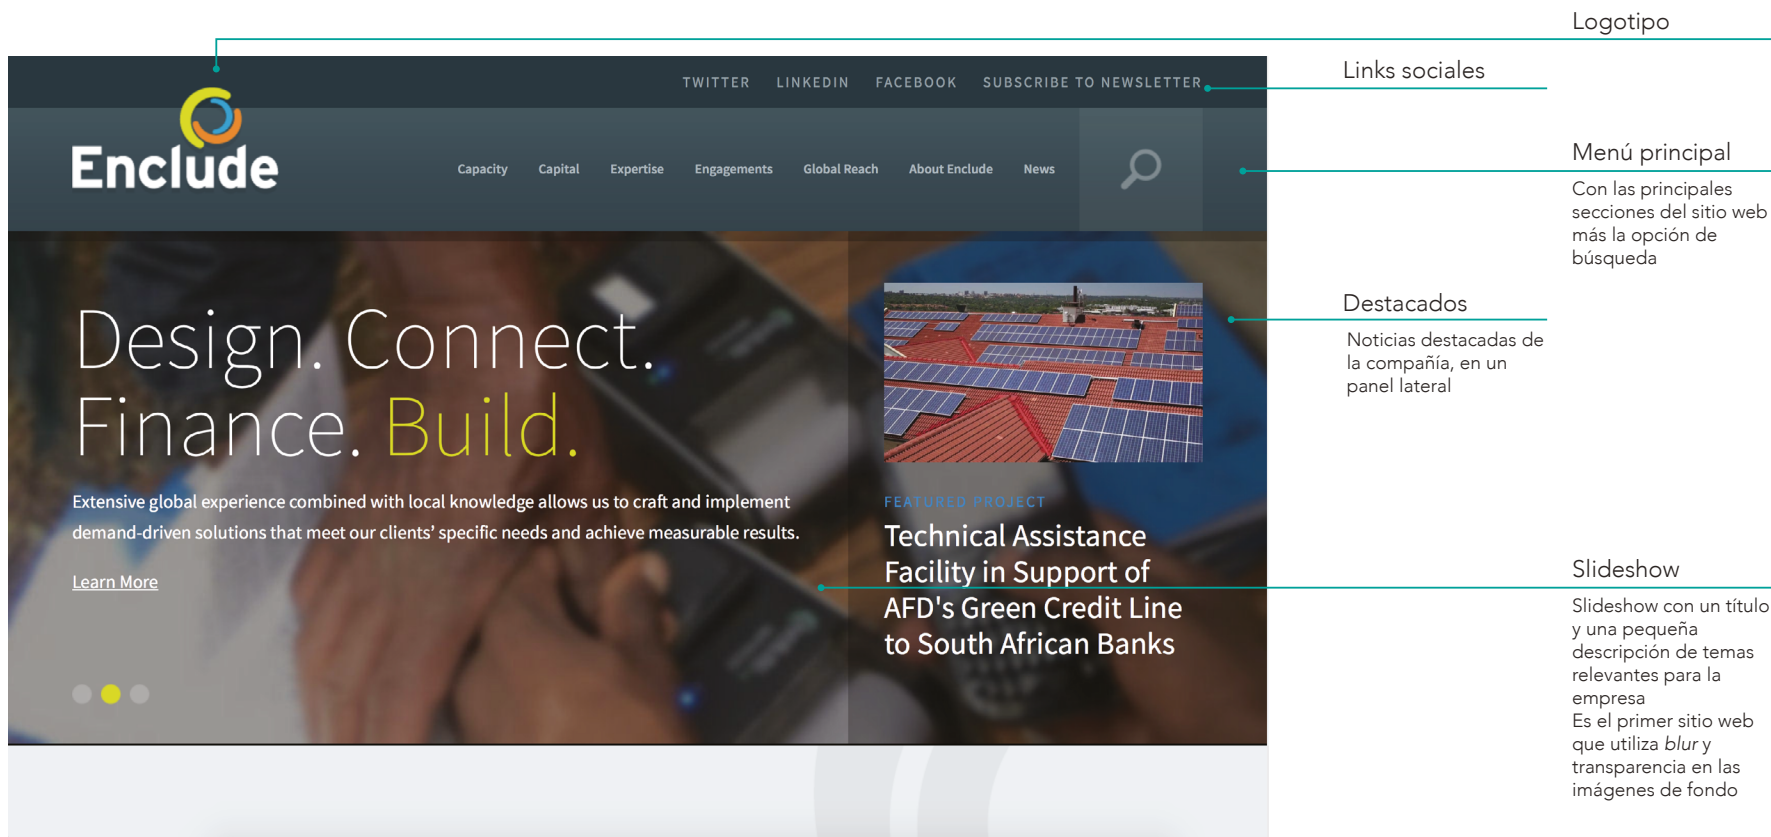 Logotipo
Links sociales
TWITTER LINKEDIN FACEBOOK SUBSCRIBE TO NEWSLETTER
Enclude
Capacity Capital Expertise Engagements Global Reach About Enclude News
Menú principal
Con las principales
secciones del sitio web
más la opción de
búsqueda
Design. Connect.
Finance. Build.
Extensive global experience combined with local knowledge allows us to craft and implement
demand-driven solutions that meet our clients’ specific needs and achieve measurable results.
Learn More
FEATURED PROJECT
Technical Assistance
Facility in Support of
AFD's Green Credit Line
to South African Banks
Destacados
Noticias destacadas de
la compañía, en un
panel lateral
Slideshow
Slideshow con un título
y una pequeña
descripción de temas
relevantes para la
empresa
Es el primer sitio web
que utiliza blur y
transparencia en las
imágenes de fondo